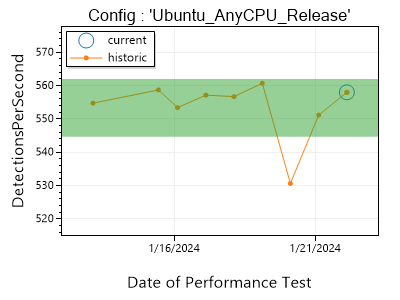 Config : 'Ubuntu_AnyCPU_Release'
current
historic
DetectionsPerSecond
570
560
550
540
530
520
1/16/2024
1/21/2024
Date of Performance Test